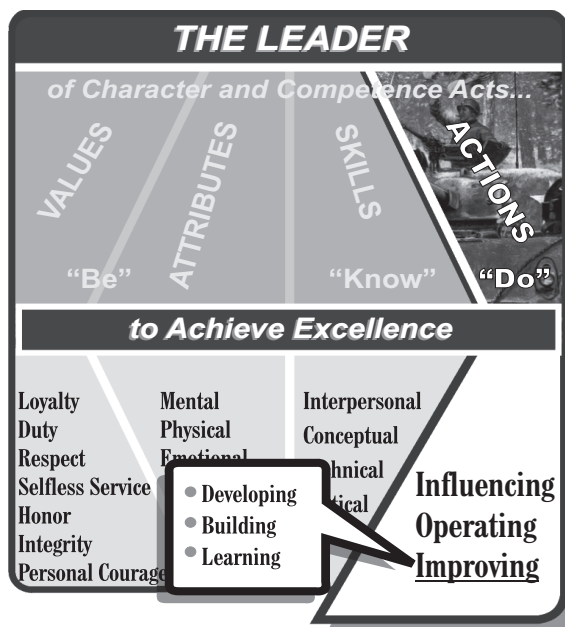 THE LEADER
of Character and Competence Acts...
VALUES
ATTRIBUTES
SKILLS
ACTIONS
“Be”
“Know”
“Do”
to Achieve Excellence
Loyalty
Duty
Respect
Selfless Service
Honor
Integrity
Personal Courage
Mental
Physical
Emotional
Interpersonal
Conceptual
Developing
Building
Learning
Influencing
Operating
Improving